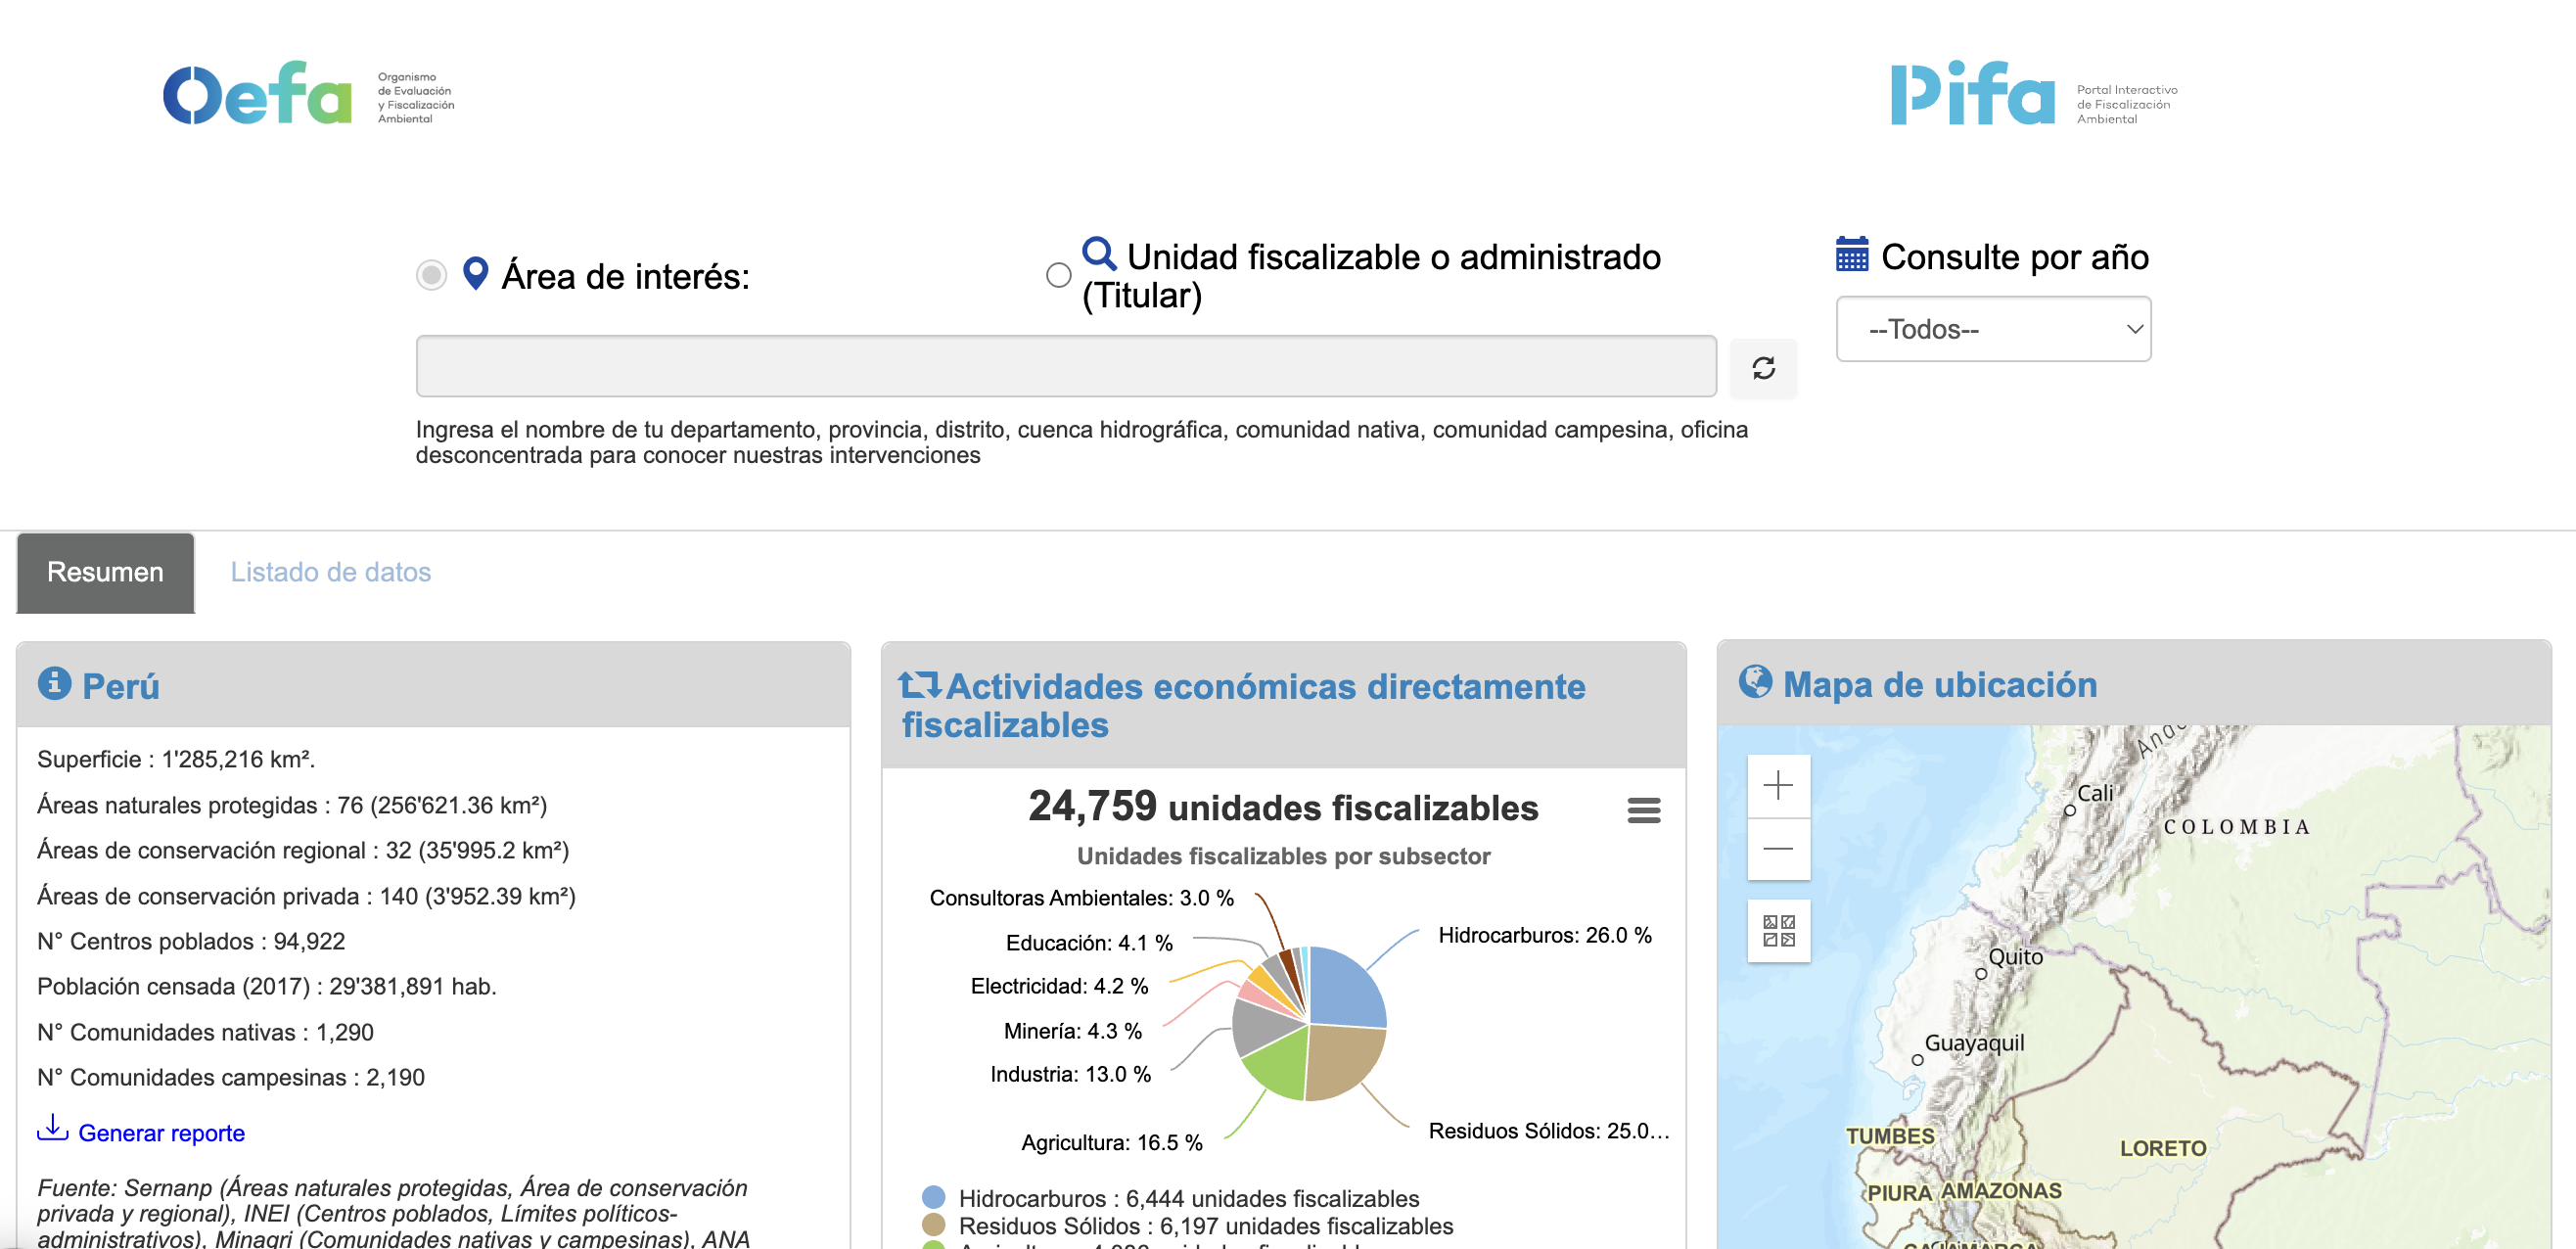 Oefa
Organismo
de Evaluación
y Fiscalización
Ambiental
Pifa
Portal Interactivo
de Fiscalización
Ambiental
Área de interés:
Unidad fiscalizable o administrado
(Titular)
Consulte por año
--Todos--
Ingresa el nombre de tu departamento, provincia, distrito, cuenca hidrográfica, comunidad nativa, comunidad campesina, oficina
desconcentrada para conocer nuestras intervenciones
Resumen
Listado de datos
Perú
Superficie : 1'285,216 km².
Áreas naturales protegidas : 76 (256'621.36 km²)
Áreas de conservación regional : 32 (35'995.2 km²)
Áreas de conservación privada : 140 (3'952.39 km²)
N° Centros poblados : 94,922
Población censada (2017) : 29'381,891 hab.
N° Comunidades nativas : 1,290
N° Comunidades campesinas : 2,190
Generar reporte
Fuente: Sernanp (Áreas naturales protegidas, Área de conservación
privada y regional), INEI (Centros poblados, Límites políticos-
administrativos), Minagri (Comunidades nativas y campesinas), ANA
Actividades económicas directamente
fiscalizables
24,759 unidades fiscalizables
Unidades fiscalizables por subsector
Consultoras Ambientales: 3.0 %
Educación: 4.1 %
Electricidad: 4.2 %
Minería: 4.3 %
Industria: 13.0 %
Agricultura: 16.5 %
Hidrocarburos: 26.0 %
Residuos Sólidos: 25.0...
Hidrocarburos : 6,444 unidades fiscalizables
Residuos Sólidos : 6,197 unidades fiscalizables
Mapa de ubicación
Cali
COLOMBIA
Quito
Guayaquil
TUMBES
LORETO
PIURA
AMAZONAS
CAJAMARCA